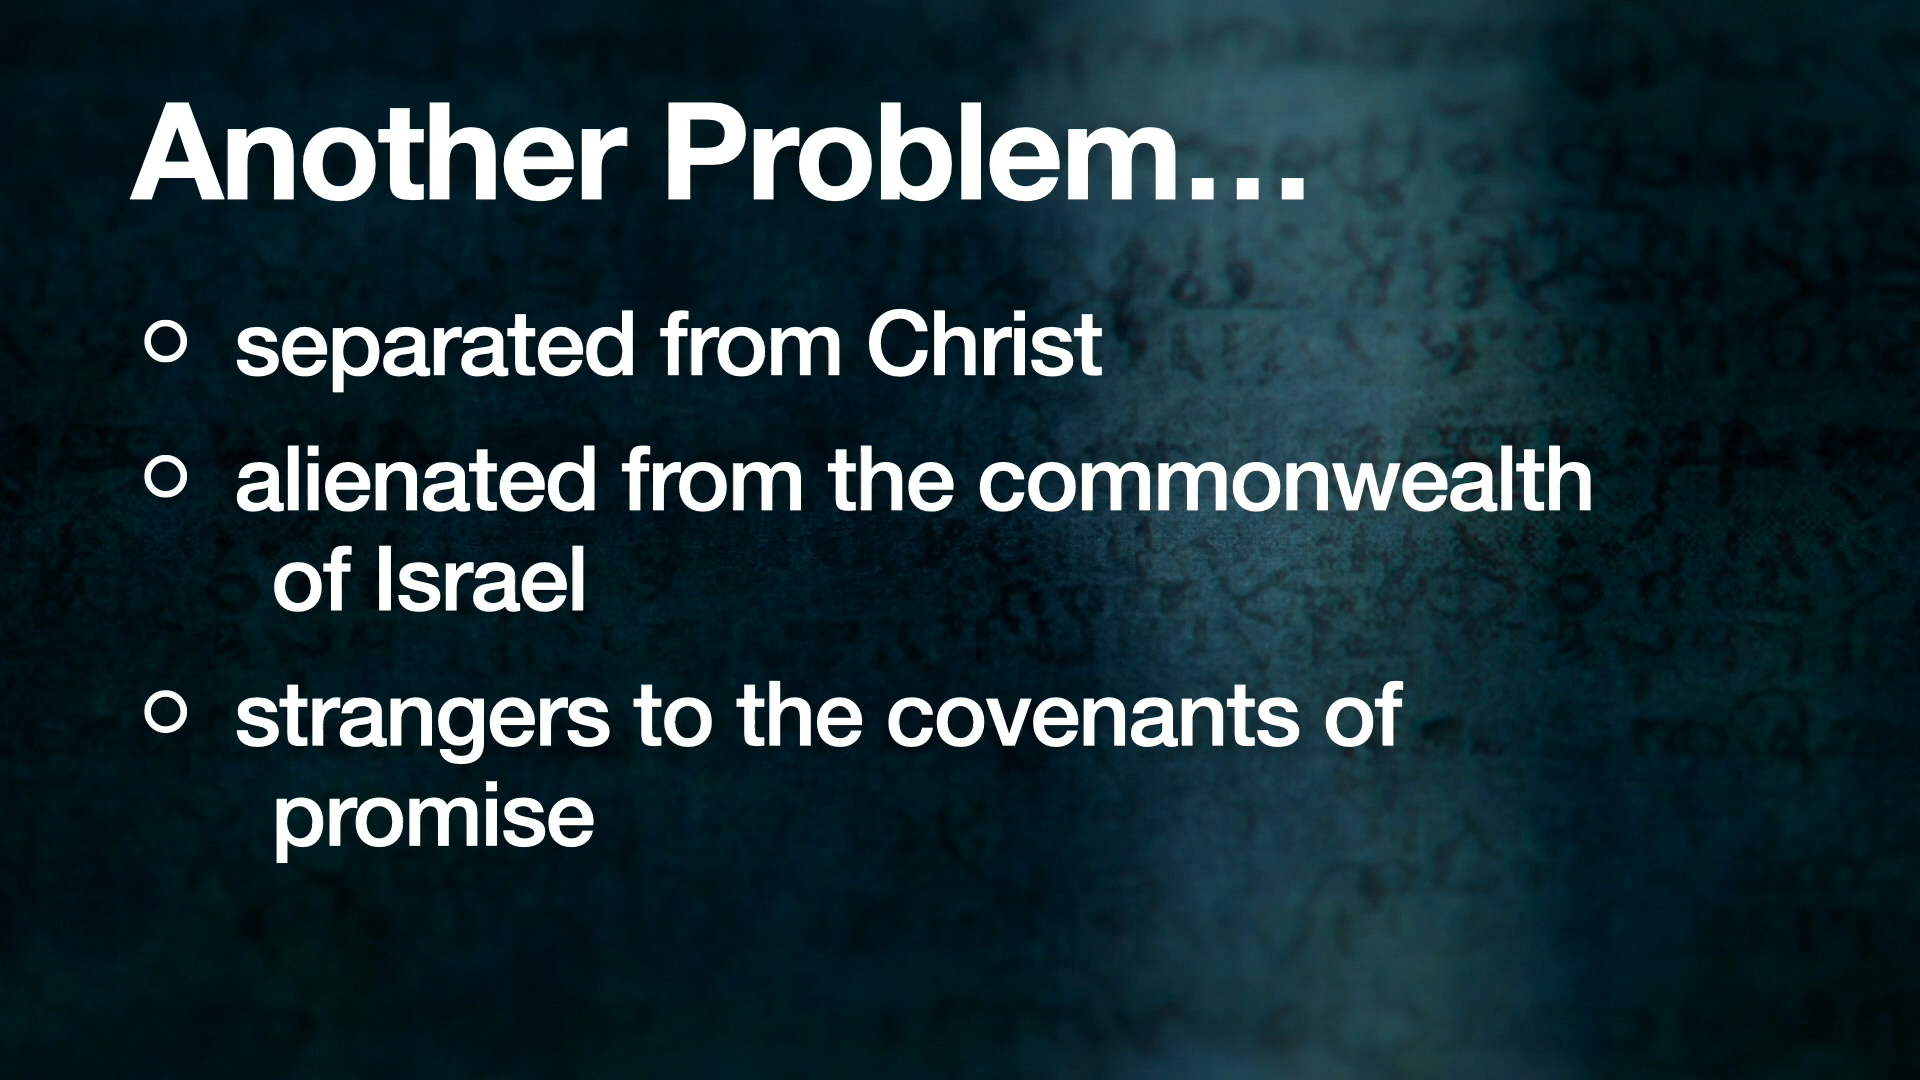 Another Problem…
○ separated from Christ
○ alienated from the commonwealth
of Israel
○ strangers to the covenants of
promise